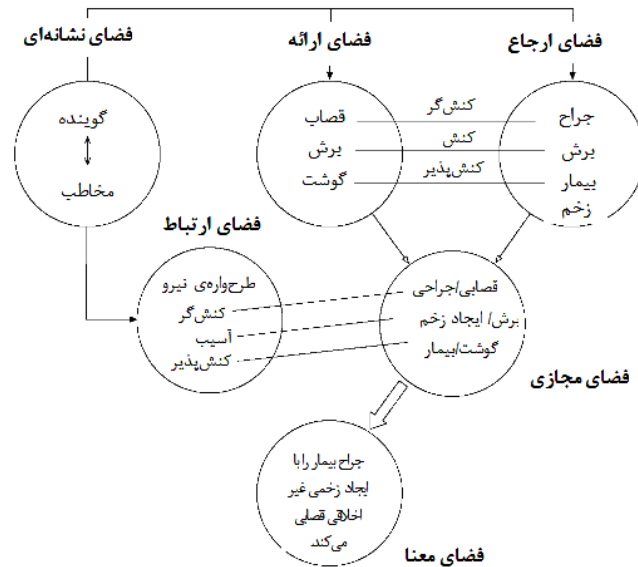 فضای ارجاع
فضای ارائه
فضای نشانه‌ای
جراح
برش
بیمار
زخم
کنش‌گر
کنش
کنش‌پذیر
قصاب
برش
گوشت
گوینده
مخاطب
فضای ارتباط
طرح‌واره‌ی نیرو
کنش‌گر
آسیب
کنش‌پذیر
قصابی/جراحی
برش/ ایجاد زخم
گوشت/بیمار
فضای مجازی
جراح بیمار را با
ایجاد زخمی غیر
اخلاقی قصابی
می‌کند.
فضای معنا